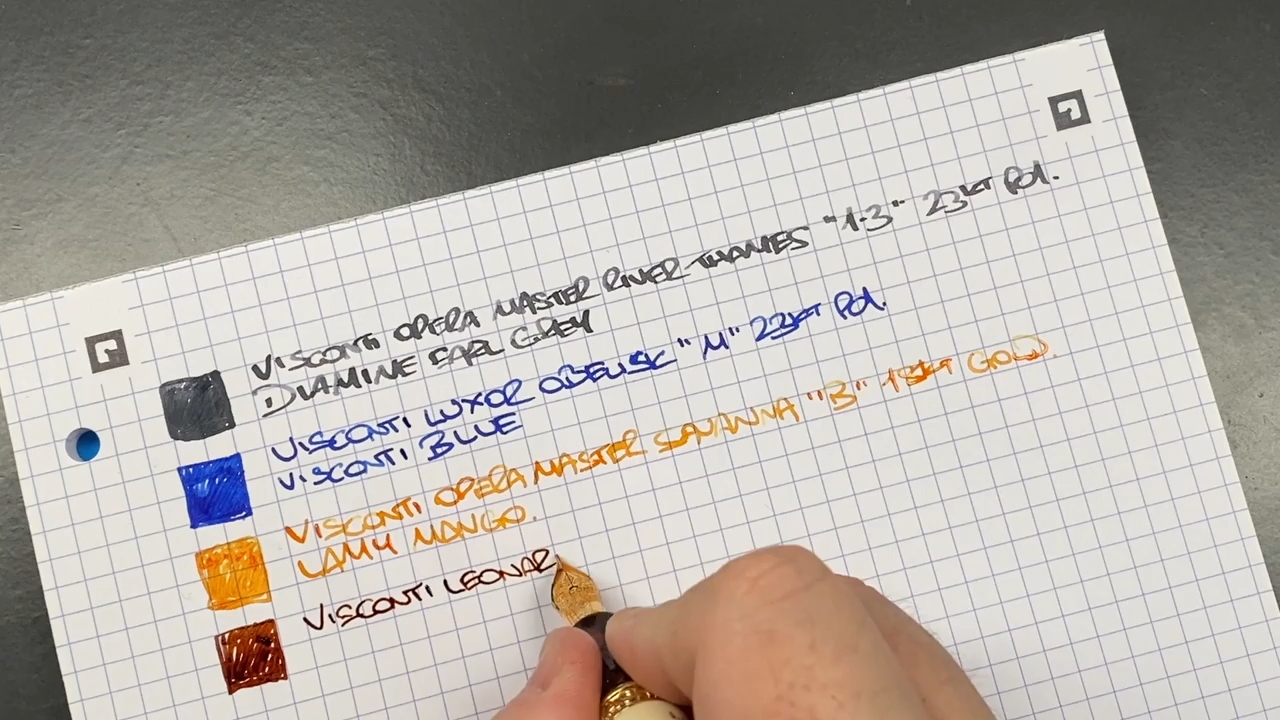 VISCONTI OPERA MASTER RIVER THAMES "1.3" 23KT Pd.
DIAMINE EARL GREY
VISCONTI LUXOR OBELISK "M" 23KT Pd.
VISCONTI BLUE
VISCONTI OPERA MASTER SAVANNA "B" 18KT GOLD.
LAMY MANGO.
VISCONTI LEONAR